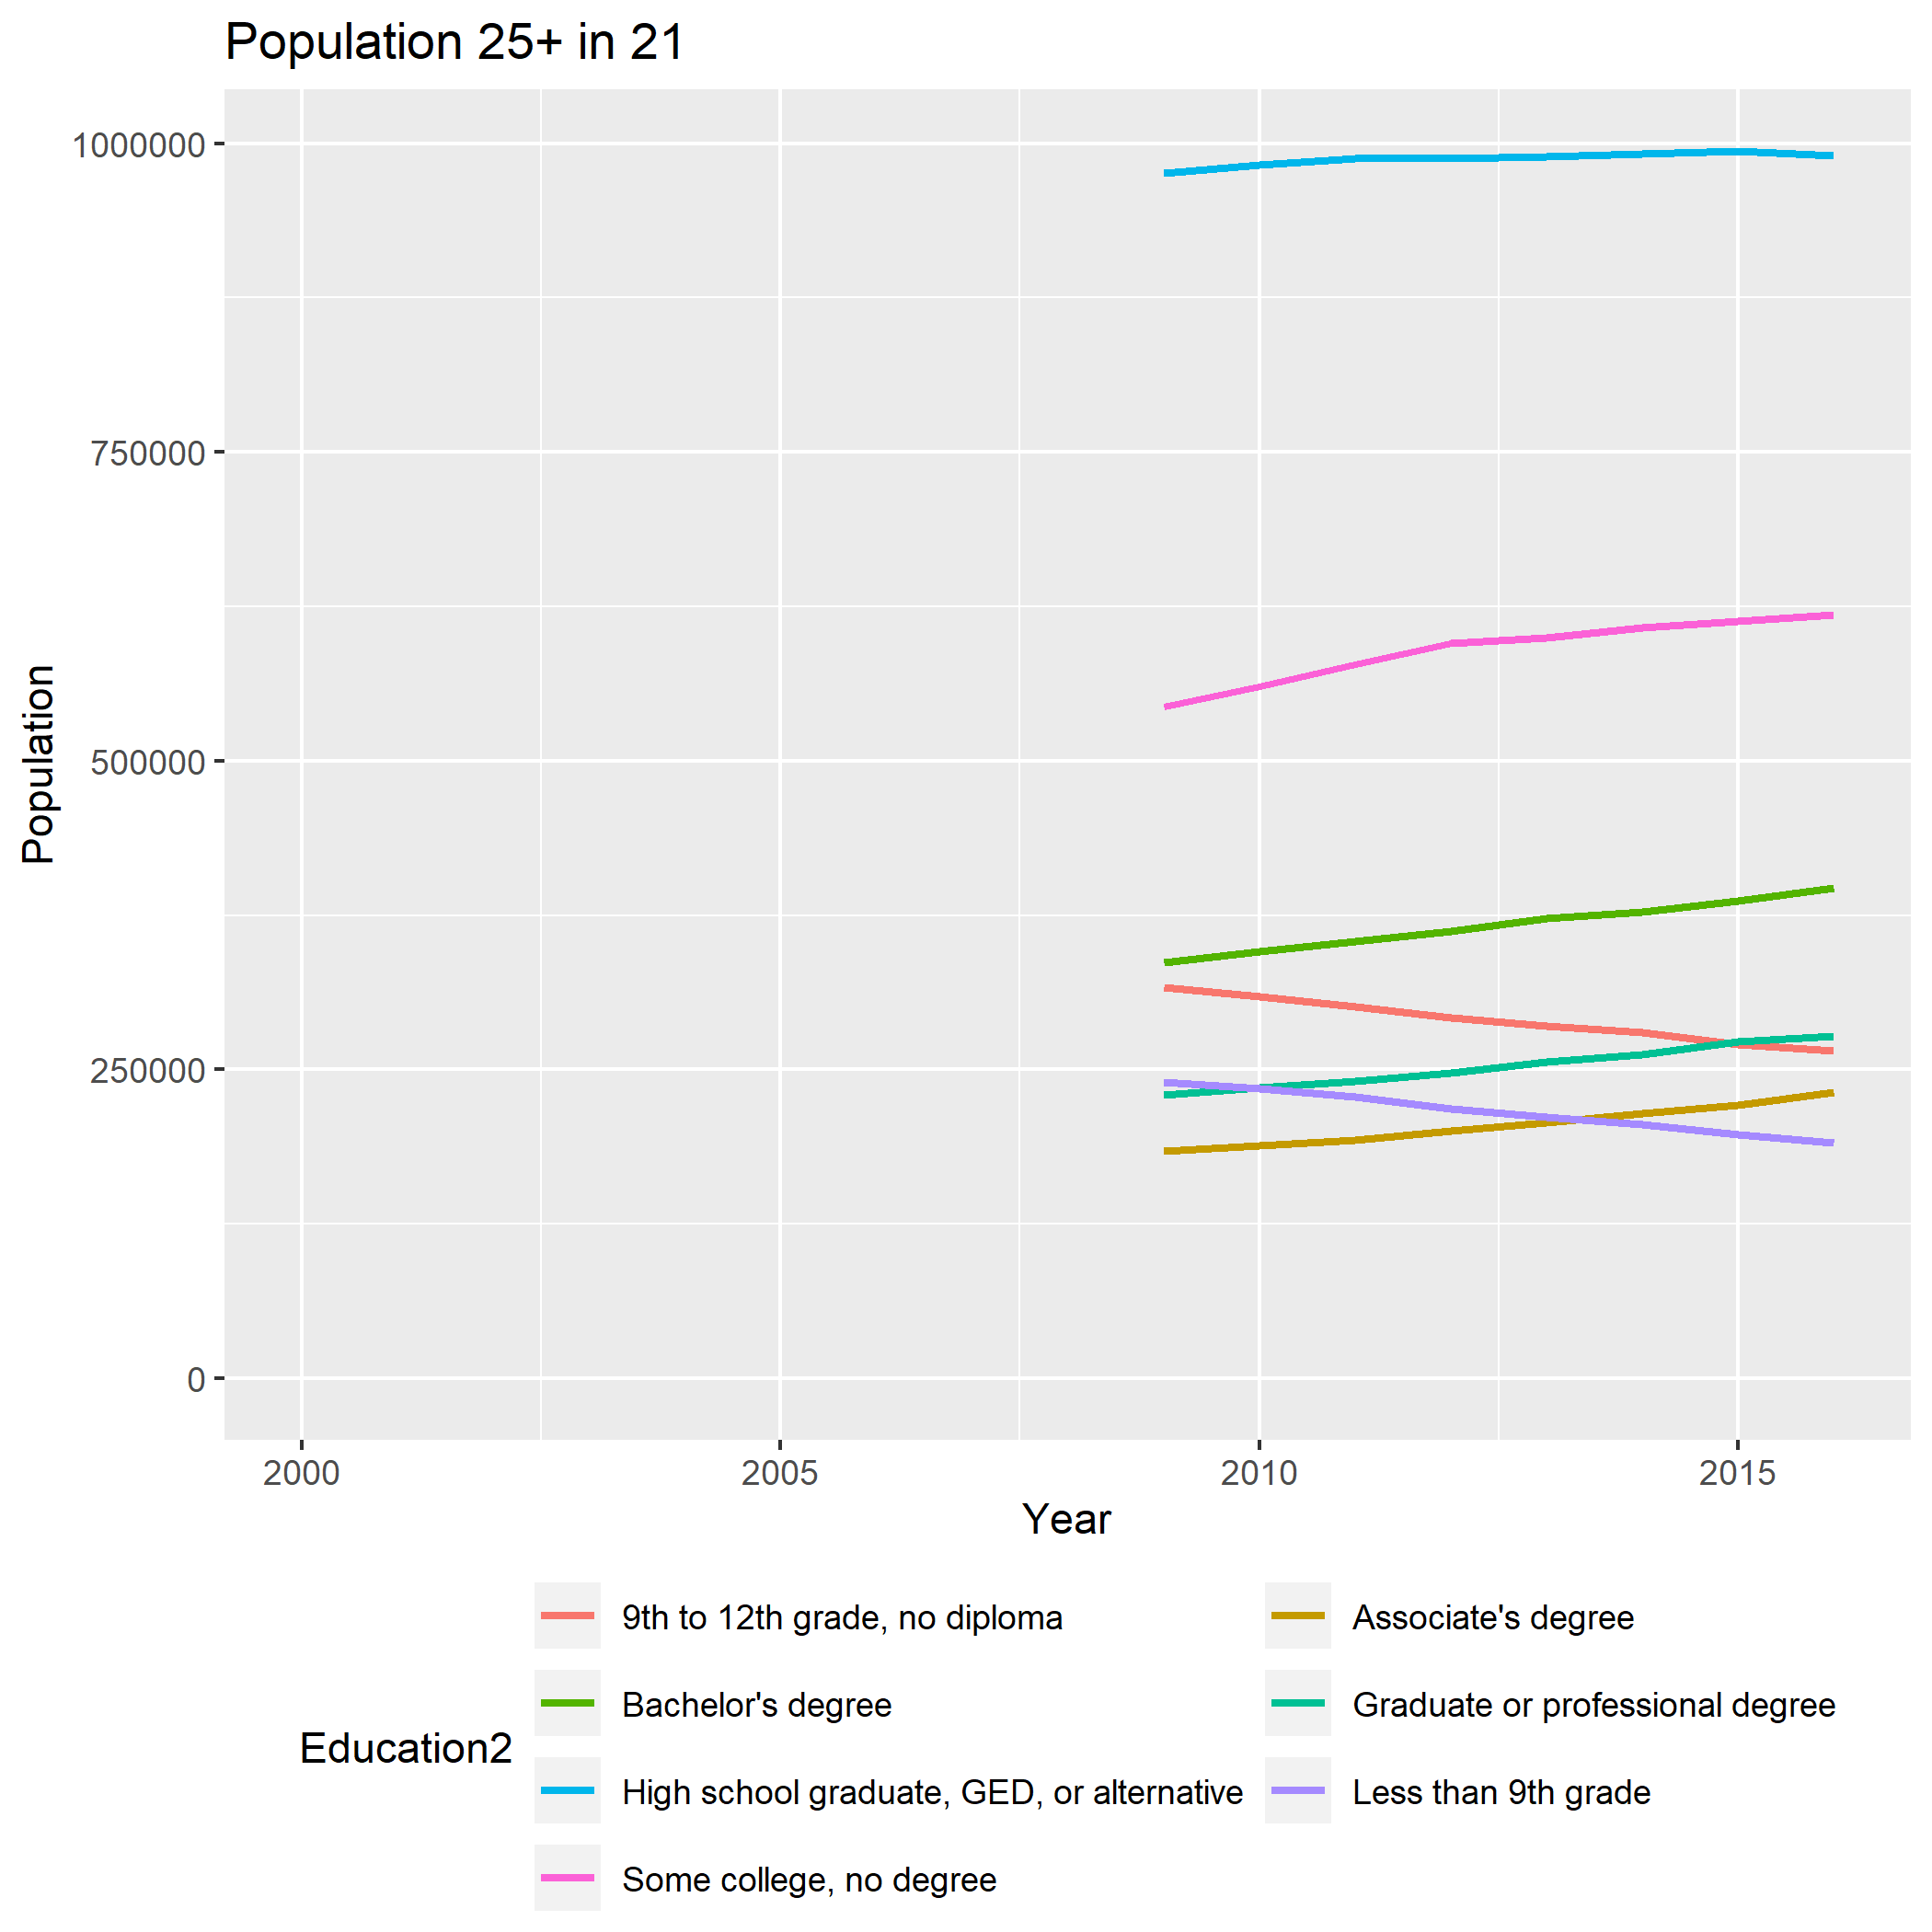 Population 25+ in 21
1000000
750000
500000
250000
0
Population
2000 2005 2010 2015
Year
Education2
9th to 12th grade, no diploma
Associate's degree
Bachelor's degree
Graduate or professional degree
High school graduate, GED, or alternative
Less than 9th grade
Some college, no degree